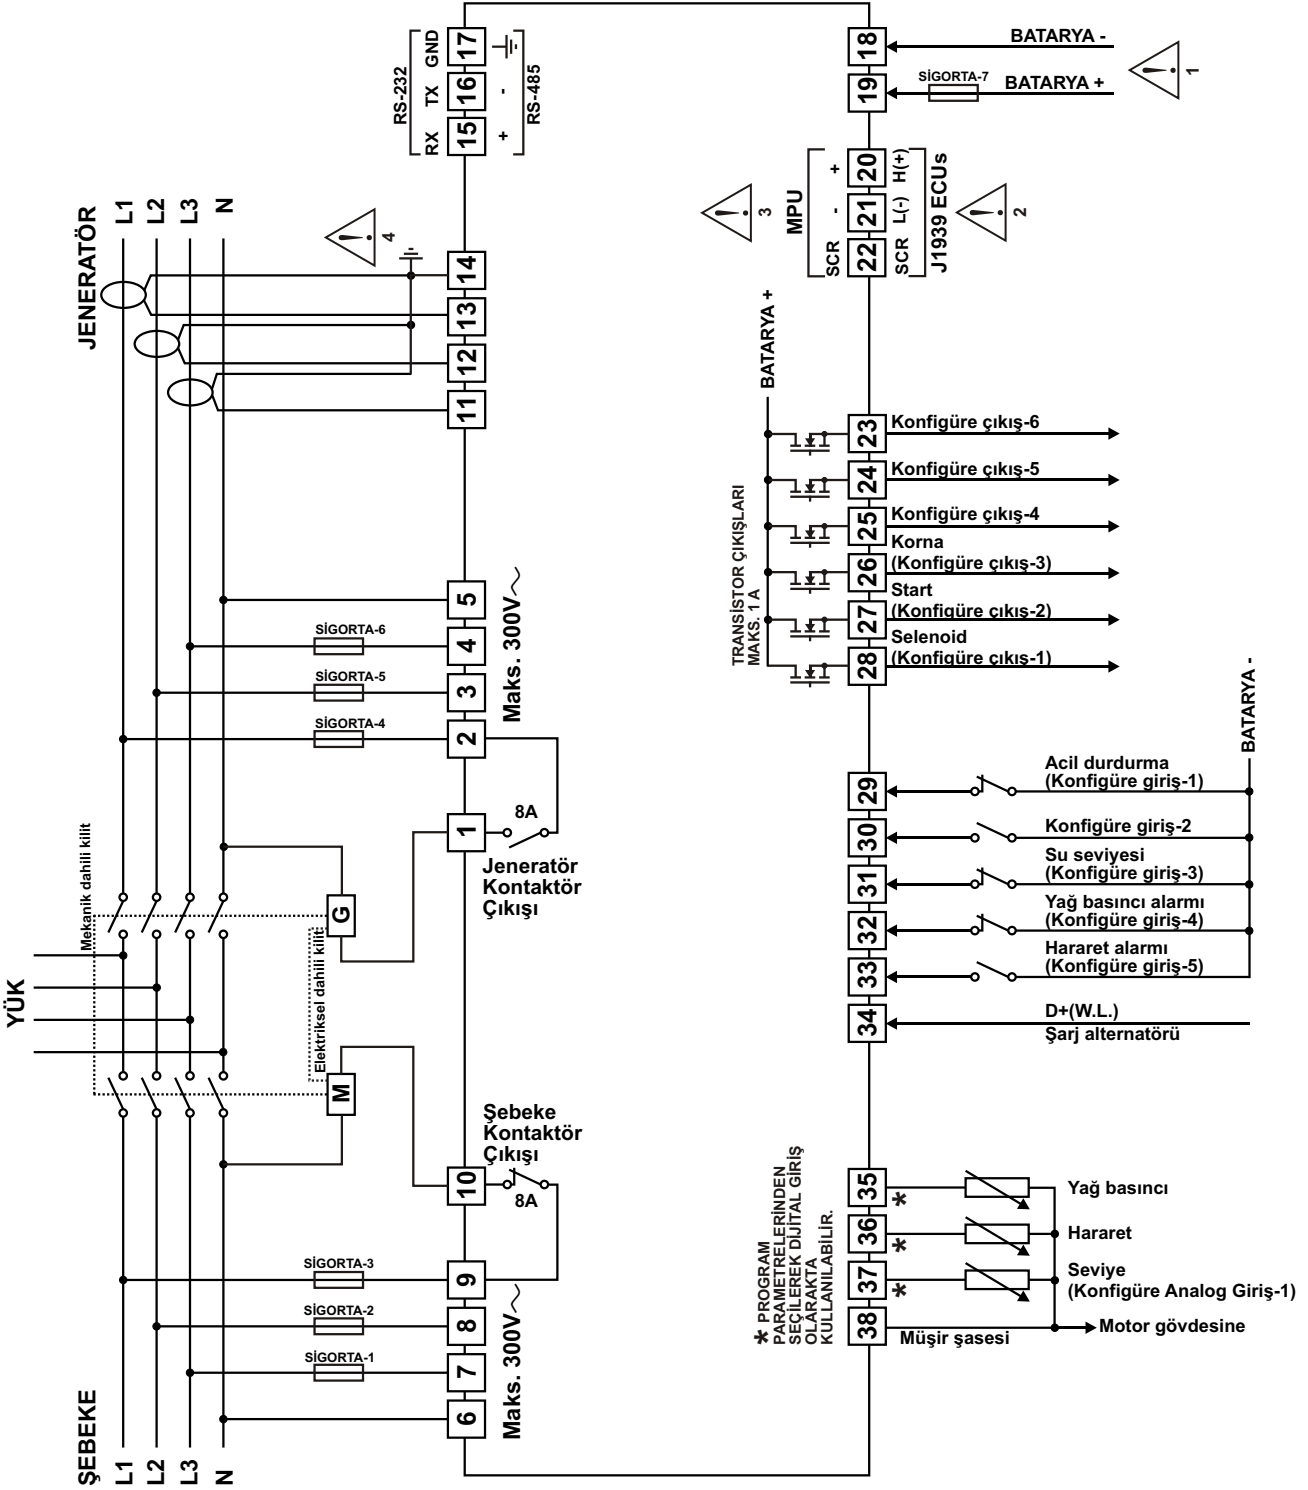 RS-232
RX
TX
GND
15
16
17
+
-
RS-485
JENERATÖR
L1
L2
L3
N
4
14
13
12
11
SİGORTA-6
SİGORTA-5
SİGORTA-4
5
4
3
2
1
Maks. 300V~
8A
Jeneratör
Kontaktör
Çıkışı
Mekanik dahili kilit
Elektriksel dahili kilit
G
M
YÜK
Şebeke
Kontaktör
Çıkışı
8A
10
9
8
7
6
SİGORTA-3
SİGORTA-2
SİGORTA-1
Maks. 300V~
ŞEBEKE
L1
L2
L3
N
18
BATARYA -
19
SİGORTA-7
BATARYA +
1
3
MPU
SCR
-
+
22
21
20
SCR
L(-)
H(+)
J1939 ECUs
2
BATARYA +
TRANSİSTOR ÇIKIŞLARI
MAKS. 1 A
23
Konfigüre çıkış-6
24
Konfigüre çıkış-5
25
Konfigüre çıkış-4
26
Korna
(Konfigüre çıkış-3)
27
Start
(Konfigüre çıkış-2)
28
Selenoid
(Konfigüre çıkış-1)
BATARYA -
29
Acil durdurma
(Konfigüre giriş-1)
30
Konfigüre giriş-2
31
Su seviyesi
(Konfigüre giriş-3)
32
Yağ basıncı alarmı
(Konfigüre giriş-4)
33
Hararet alarmı
(Konfigüre giriş-5)
34
D+(W.L.)
Şarj alternatörü
* PROGRAM
PARAMETRELERİNDEN
SEÇİLEREK DİJİTAL GİRİŞ
OLARAKTA
KULLANILABİLİR.
35
*
Yağ basıncı
36
*
Hararet
37
*
Seviye
(Konfigüre Analog Giriş-1)
38
Müşir şasesi
Motor gövdesine